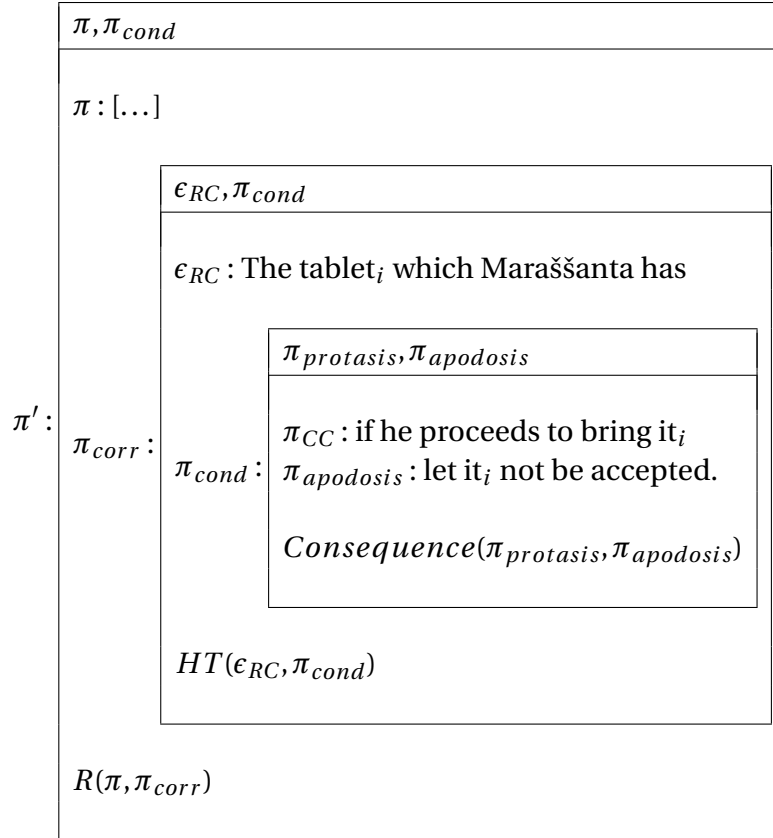 π, π_cond
π : [...]
ϵ_RC, π_cond
ϵ_RC : The tablet_i which Maraššanta has
π_protasis, π_apodosis
π′ :
π_corr :
π_cond :
π_CC : if he proceeds to bring it_i
π_apodosis : let it_i not be accepted.
Consequence(π_protasis, π_apodosis)
HT(ϵ_RC, π_cond)
R(π, π_corr)